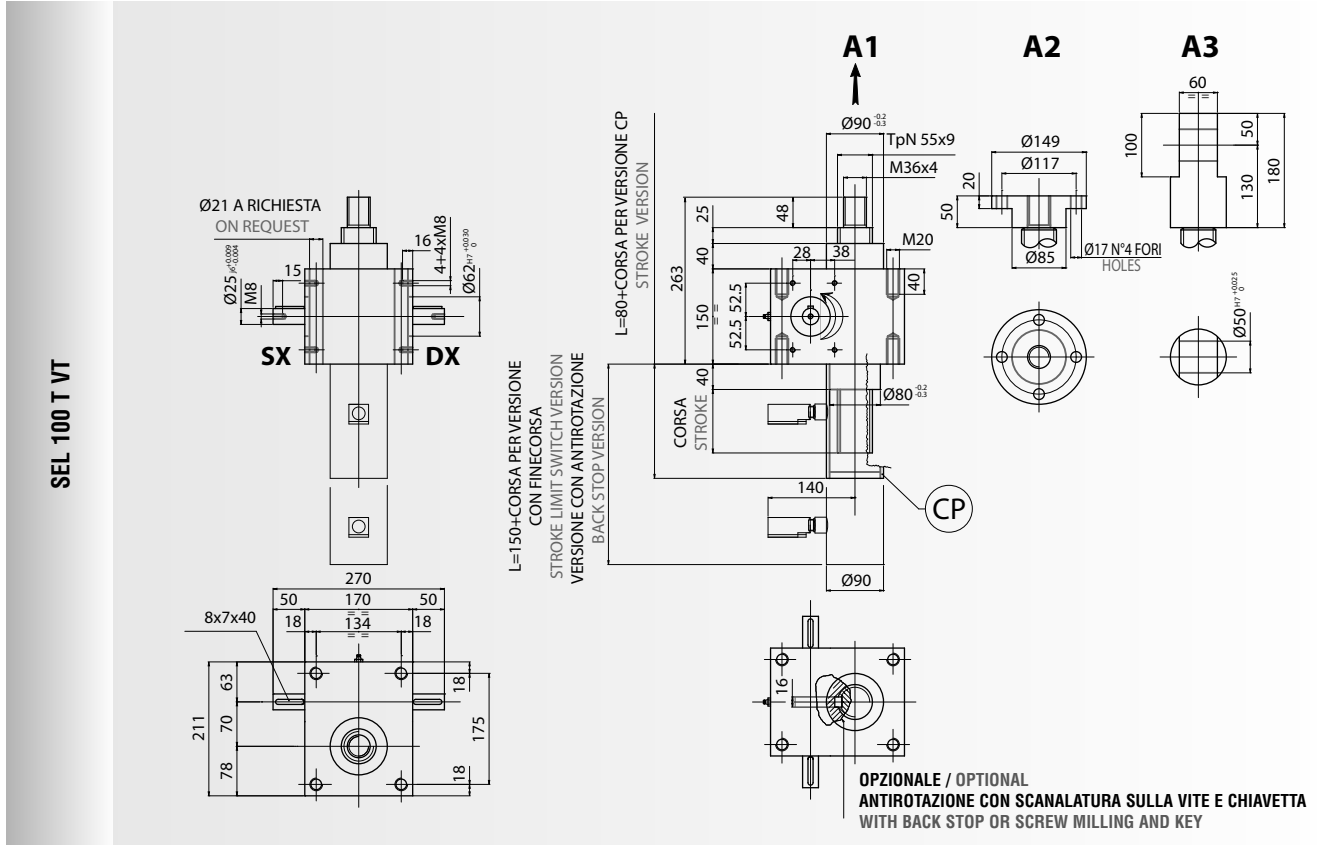 SEL 100 T VT
A1
A2
A3
Ø90 -0.2 -0.3
TpN 55x9
M36x4
L=80+CORSA PER VERSIONE CP
STROKE VERSION
263
25
40
150
= =
40
48
28
38
M20
40
52.5
52.5
Ø80 -0.2 -0.3
CORSA
STROKE
140
CP
Ø90
L=150+CORSA PER VERSIONE
CON FINECORSA
STROKE LIMIT SWITCH VERSION
VERSIONE CON ANTIROTAZIONE
BACK STOP VERSION
Ø21 A RICHIESTA
ON REQUEST
16
4+4xM8
Ø62 H7 +0.030 0
15
Ø25 j6 +0.009 -0.004
M8
SX
DX
Ø149
Ø117
20
50
Ø85
Ø17 N°4 FORI
HOLES
60
= =
100
50
130
180
Ø50 H7 +0.025
270
50
170
50
= =
8x7x40
18
134
18
= =
63
70
78
211
18
175
18
16
OPZIONALE / OPTIONAL
ANTIROTAZIONE CON SCANALATURA SULLA VITE E CHIAVETTA
WITH BACK STOP OR SCREW MILLING AND KEY